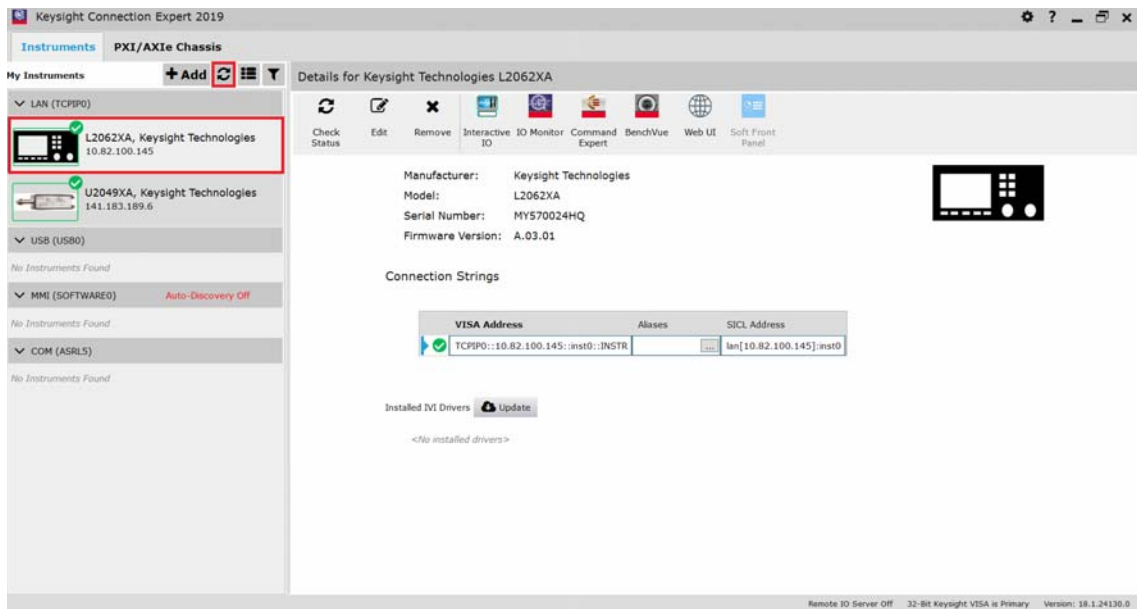 Keysight Connection Expert 2019
Instruments PXI/AXIe Chassis
My Instruments
Add
Details for Keysight Technologies L2062XA
LAN (TCPIP0)
L2062XA, Keysight Technologies
10.82.100.145
U2049XA, Keysight Technologies
141.183.189.6
USB (USB0)
No Instruments Found
MMI (SOFTWARE0) Auto-Discovery Off
No Instruments Found
COM (ASRL5)
No Instruments Found
Check Status
Edit
Remove
Interactive IO
IO Monitor
Command Expert
BenchVue
Web UI
Soft Front Panel
Manufacturer: Keysight Technologies
Model: L2062XA
Serial Number: MY570024HQ
Firmware Version: A.03.01
Connection Strings
VISA Address Aliases SICL Address
TCPIP0::10.82.100.145::inst0::INSTR ... lan[10.82.100.145]:inst0
Installed IVI Drivers Update
<No installed drivers>
Remote IO Server Off 32-Bit Keysight VISA is Primary Version: 18.1.24130.0